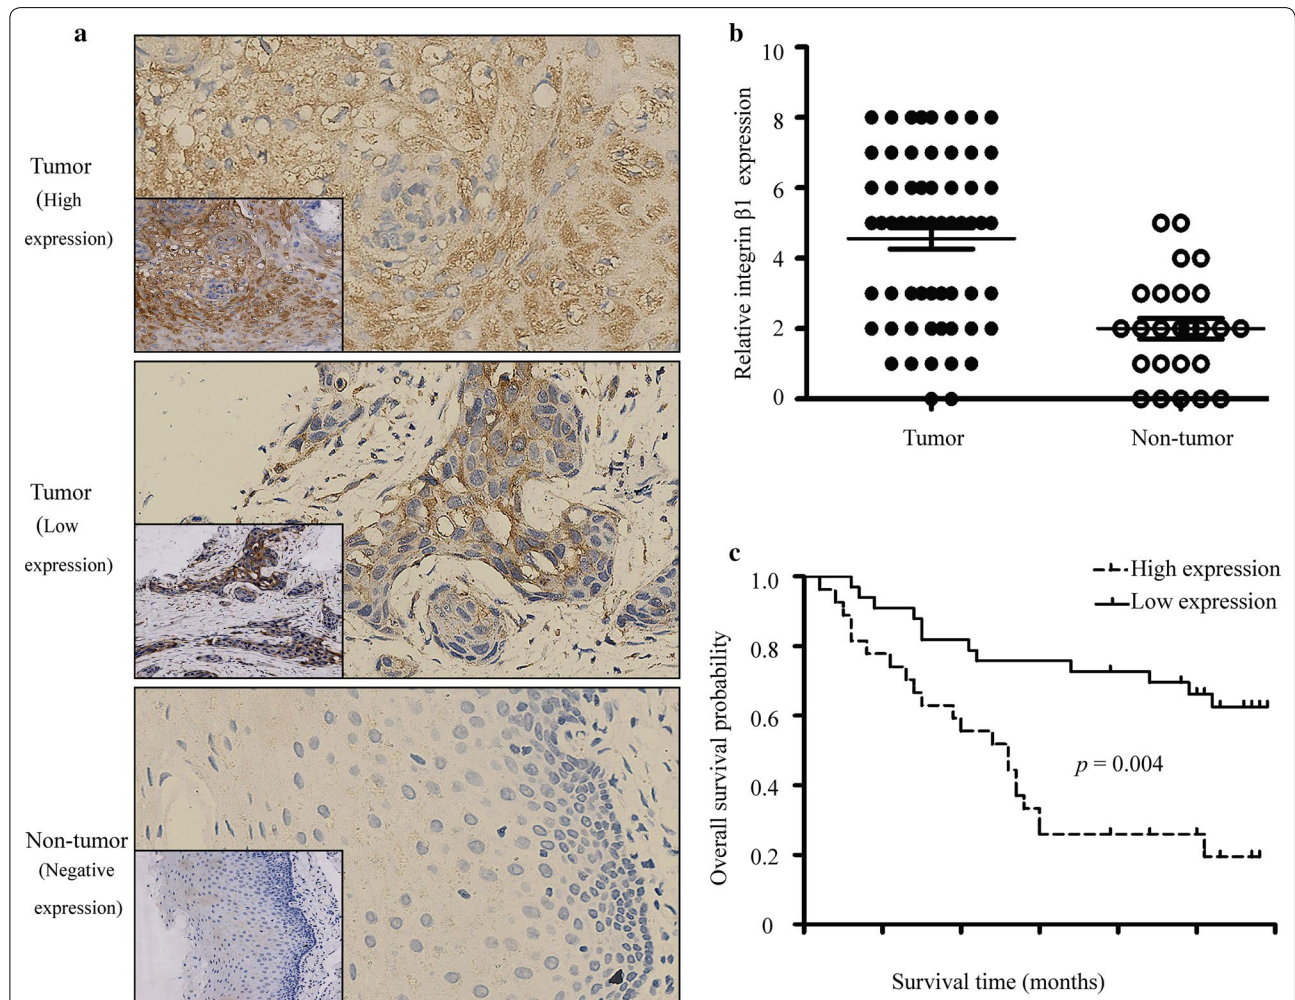 a
Tumor
(High
expression)
Tumor
(Low
expression)
Non-tumor
(Negative
expression)
b
Relative integrin β1 expression
10
8
6
4
2
0
Tumor
Non-tumor
c
High expression
Low expression
Overall survival probability
1.0
0.8
0.6
0.4
0.2
0
p = 0.004
Survival time (months)